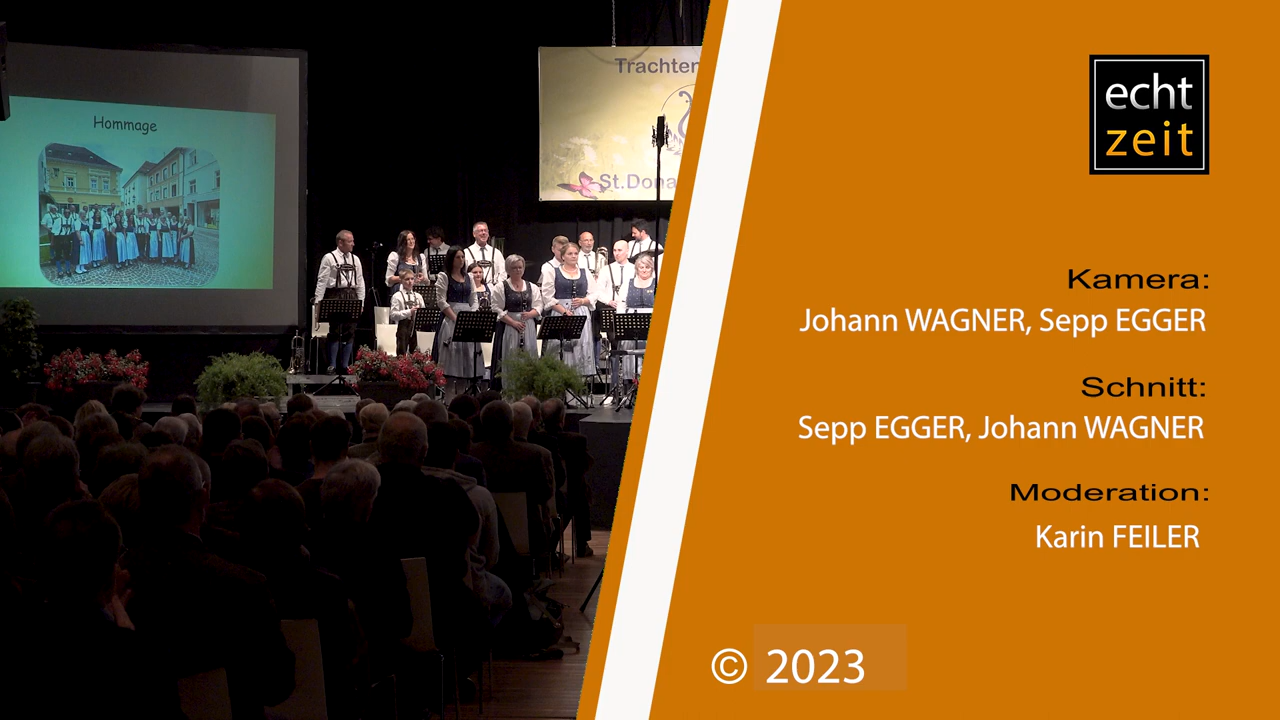 Hommage
Trachten
St.Dona
echt
zeit
Kamera:
Johann WAGNER, Sepp EGGER
Schnitt:
Sepp EGGER, Johann WAGNER
Moderation:
Karin FEILER
© 2023